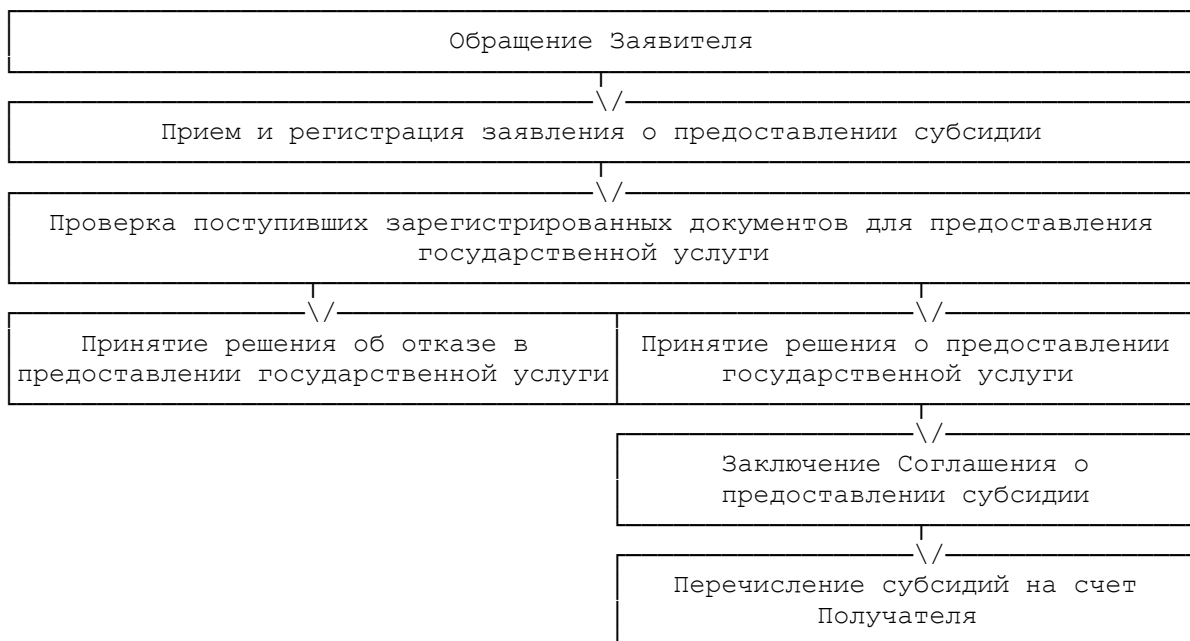 Обращение Заявителя
Прием и регистрация заявления о предоставлении субсидии
Проверка поступивших зарегистрированных документов для предоставления
государственной услуги
Принятие решения об отказе в
предоставлении государственной услуги
Принятие решения о предоставлении
государственной услуги
Заключение Соглашения о
предоставлении субсидии
Перечисление субсидий на счет
Получателя